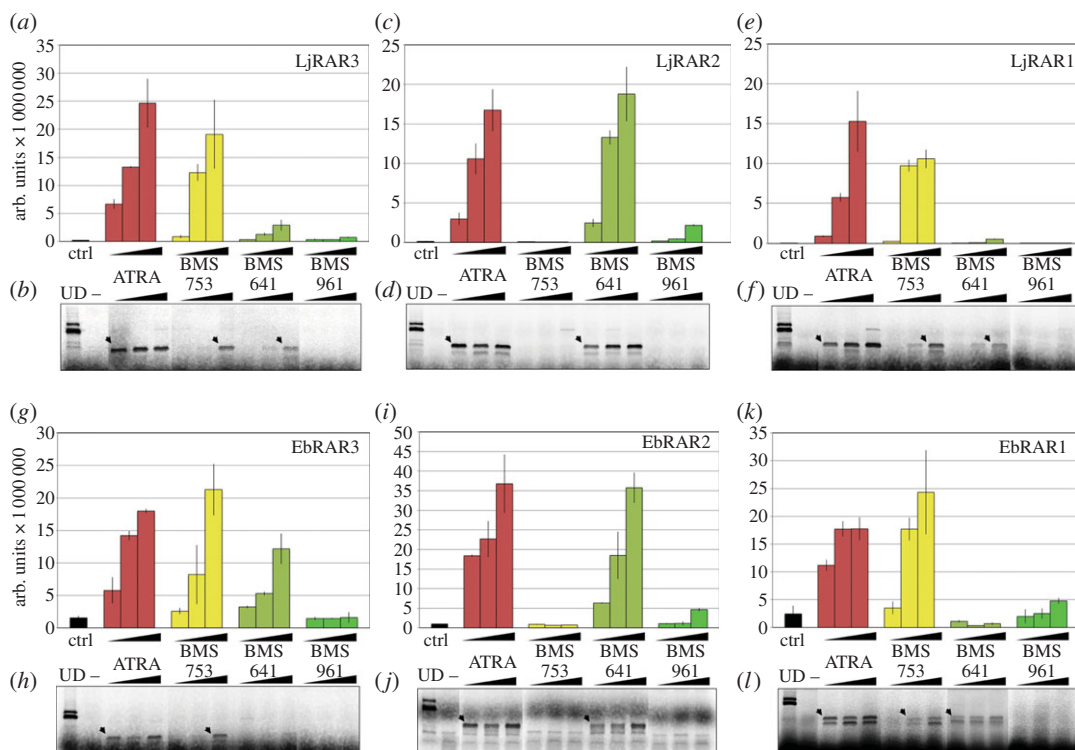 (a) (c) (e)
35 25 25
LjRAR3 LjRAR2 LjRAR1
30
25 20 20
20 15 15
15 10 10
10
5 5 5
0 0 0
arb. units × 1 000 000
ctrl ATRA BMS 753 BMS 641 BMS 961
ctrl ATRA BMS 753 BMS 641 BMS 961
ATRA BMS 753 BMS 641 BMS 961
(b) UD – (d) UD – (f) UD –
(g) (i) (k)
30 50 30
EbRAR3 EbRAR2 EbRAR1
25 45 25
20 40 20
15 35 15
10 30 10
5 25 5
0 20 0
15
10
5
0
arb. units × 1 000 000
ctrl ATRA BMS 753 BMS 641 BMS 961
ctrl ATRA BMS 753 BMS 641 BMS 961
ctrl ATRA BMS 753 BMS 641 BMS 961
(h) UD – (j) UD – (l) UD –